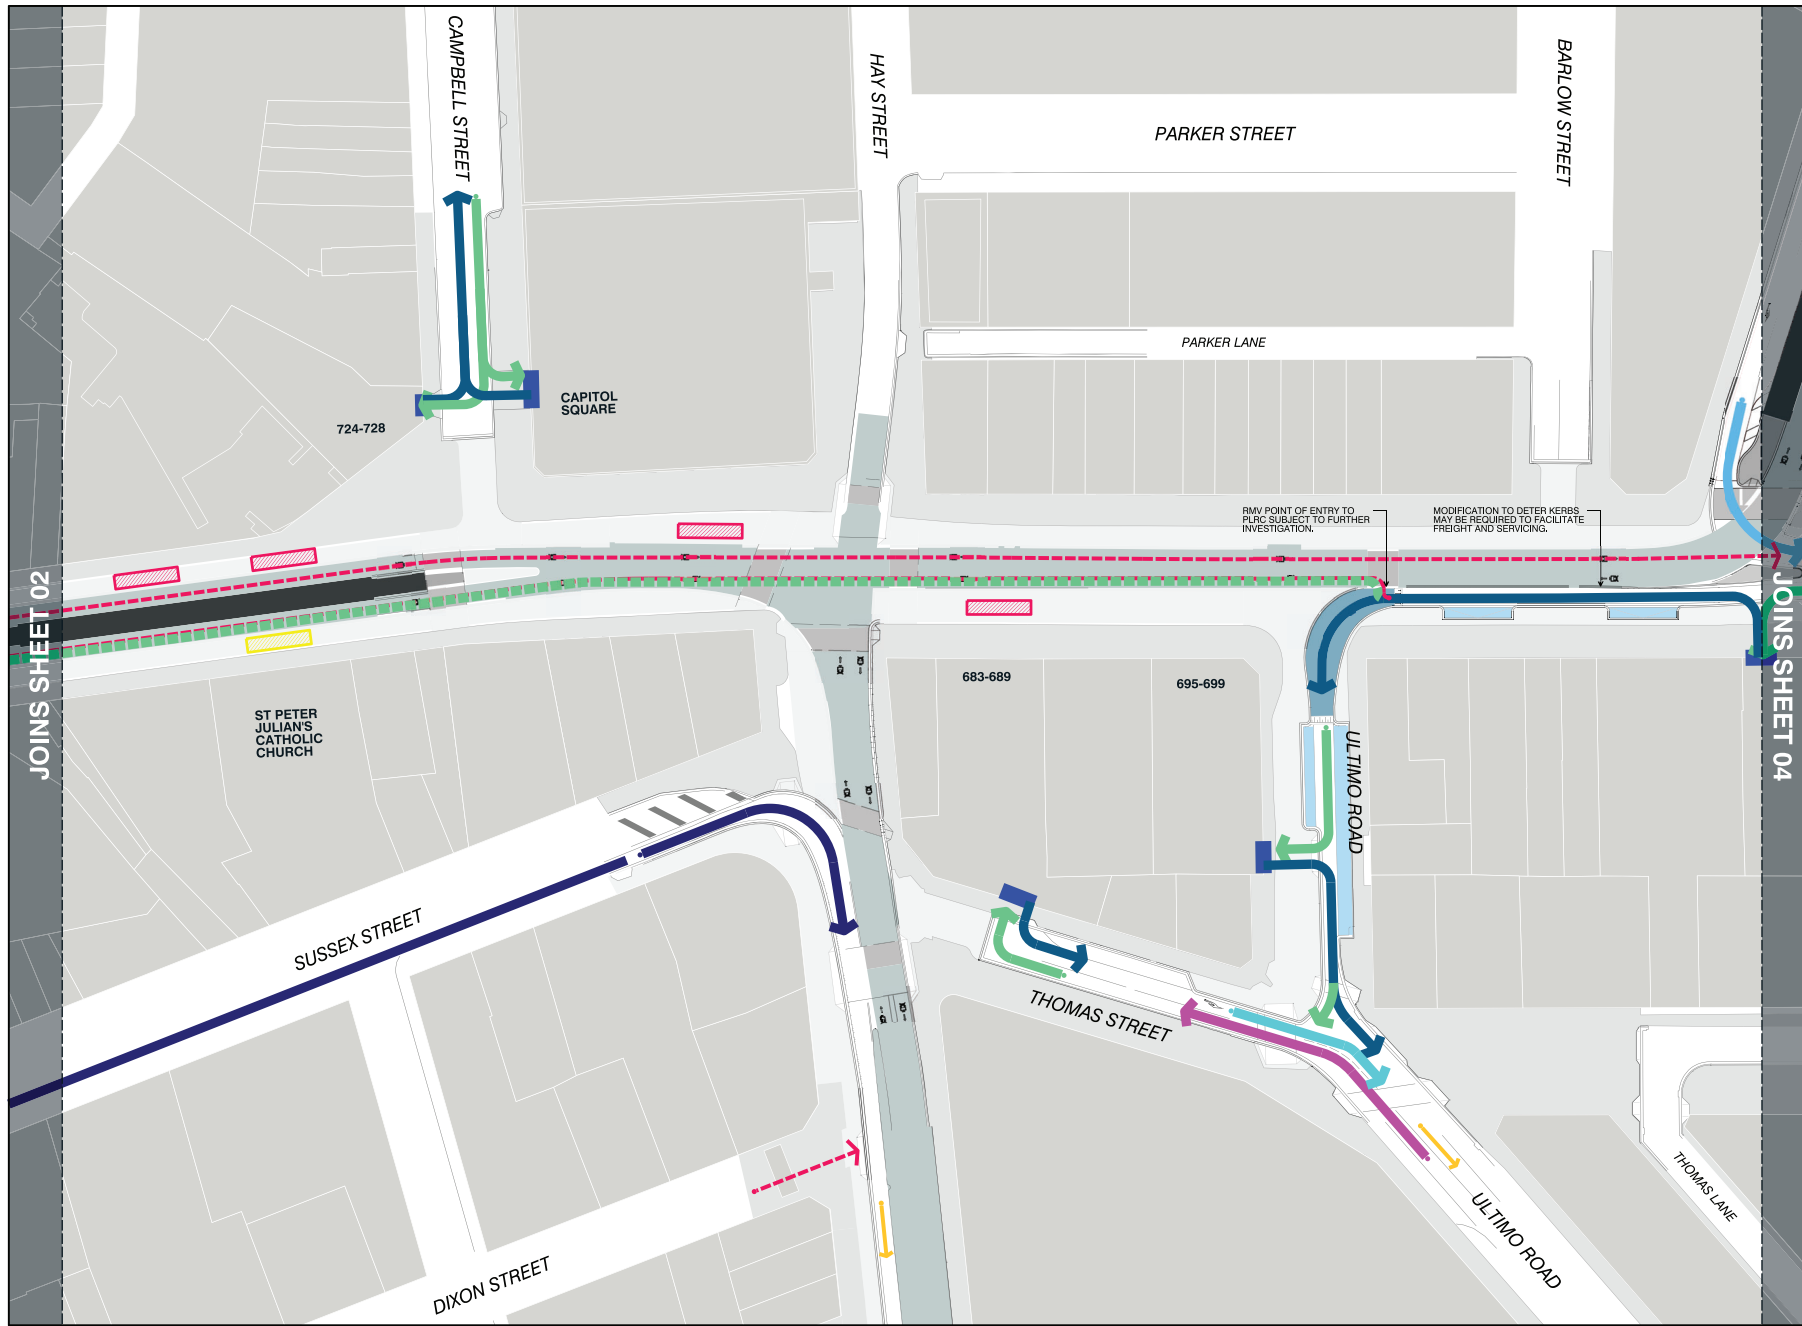 CAMPBELL STREET
HAY STREET
BARLOW STREET
PARKER STREET
PARKER LANE
CAPITOL
SQUARE
724-728
RMV POINT OF ENTRY TO
PLRC SUBJECT TO FURTHER
INVESTIGATION.
MODIFICATION TO DETER KERBS
MAY BE REQUIRED TO FACILITATE
FREIGHT AND SERVICING.
JOINS SHEET 02
JOINS SHEET 04
683-689
695-699
ST PETER
JULIAN'S
CATHOLIC
CHURCH
ULTIMO ROAD
SUSSEX STREET
THOMAS STREET
THOMAS LANE
ULTIMO ROAD
DIXON STREET